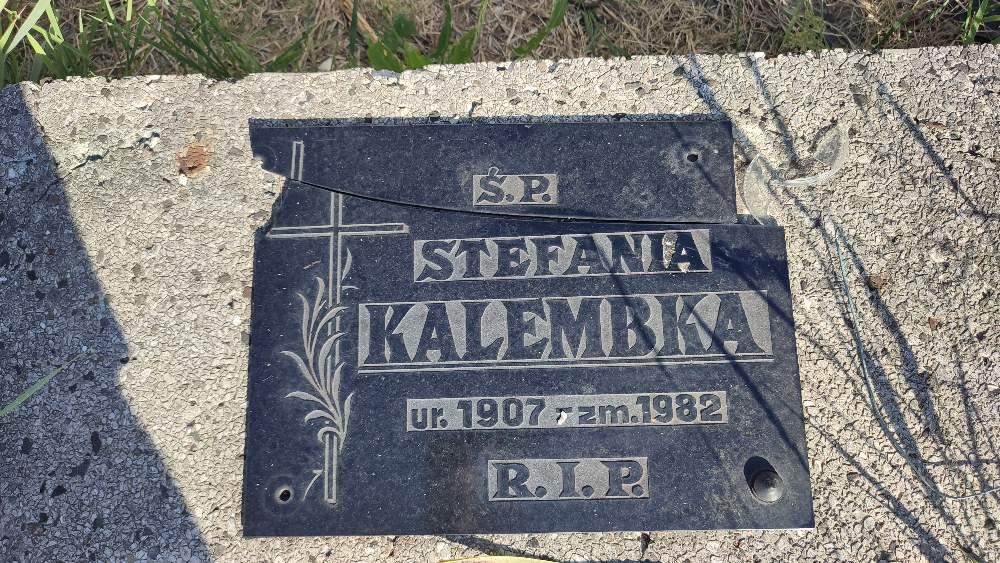 Ś.P.
STEFANIA
KALEMBKA
ur. 1907 - zm. 1982
R. I. P.